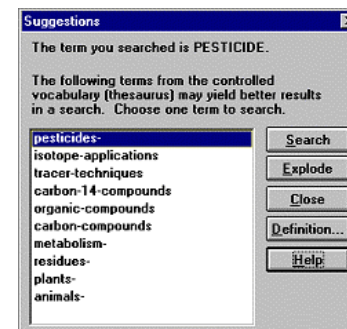 Suggestions
The term you searched is PESTICIDE.
The following terms from the controlled
vocabulary (thesaurus) may yield better results
in a search. Choose one term to search.
pesticides-
isotope-applications
tracer-techniques
carbon-14-compounds
organic-compounds
carbon-compounds
metabolism-
residues-
plants-
animals-
Search
Explode
Close
Definition...
Help